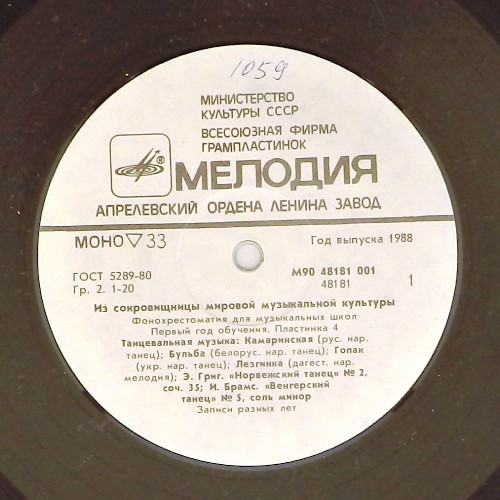 1059
МИНИСТЕРСТВО
КУЛЬТУРЫ СССР
ВСЕСОЮЗНАЯ ФИРМА
ГРАМПЛАСТИНОК
® МЕЛОДИЯ
АПРЕЛЕВСКИЙ ОРДЕНА ЛЕНИНА ЗАВОД
МОНО ▽ 33 Год выпуска 1988
ГОСТ 5289-80 М90 48181 001
Гр. 2. 1-20 48181 1
Из сокровищницы мировой музыкальной культуры
Фонохрестоматия для музыкальных школ
Первый год обучения. Пластинка 4
Танцевальная музыка: Камаринская (рус. нар.
танец); Бульба (белорус. нар. танец); Гопак
(укр. нар. танец); Лезгинка (дагест. нар.
мелодия); Э. Григ. «Норвежский танец» № 2,
соч. 35; И. Брамс. «Венгерский
танец» № 5, соль минор
Записи разных лет